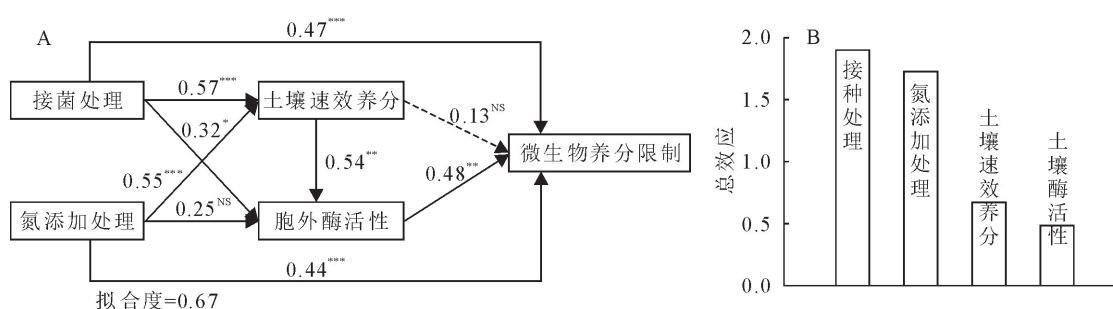 A
0.47***
接菌处理
0.57***
土壤速效养分
0.13NS
0.32*
微生物养分限制
0.55***
0.54**
0.48**
氮添加处理
0.25NS
胞外酶活性
0.44***
拟合度=0.67
B
总效应
2.0
1.5
1.0
0.5
0.0
接种处理
氮添加处理
土壤速效养分
土壤酶活性